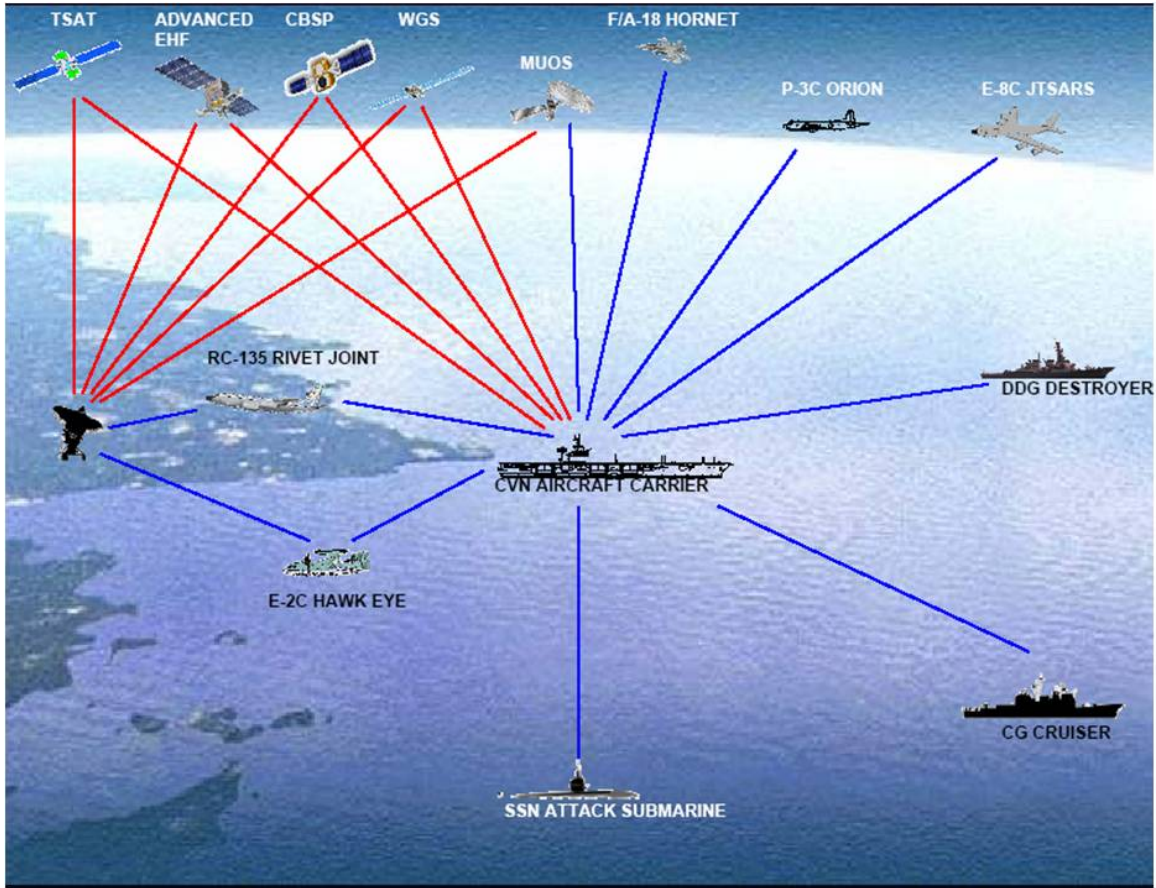 TSAT
ADVANCED
EHF
CBSP
WGS
F/A-18 HORNET
MUOS
P-3C ORION
E-8C JTSARS
RC-135 RIVET JOINT
DDG DESTROYER
CVN AIRCRAFT CARRIER
E-2C HAWK EYE
CG CRUISER
SSN ATTACK SUBMARINE